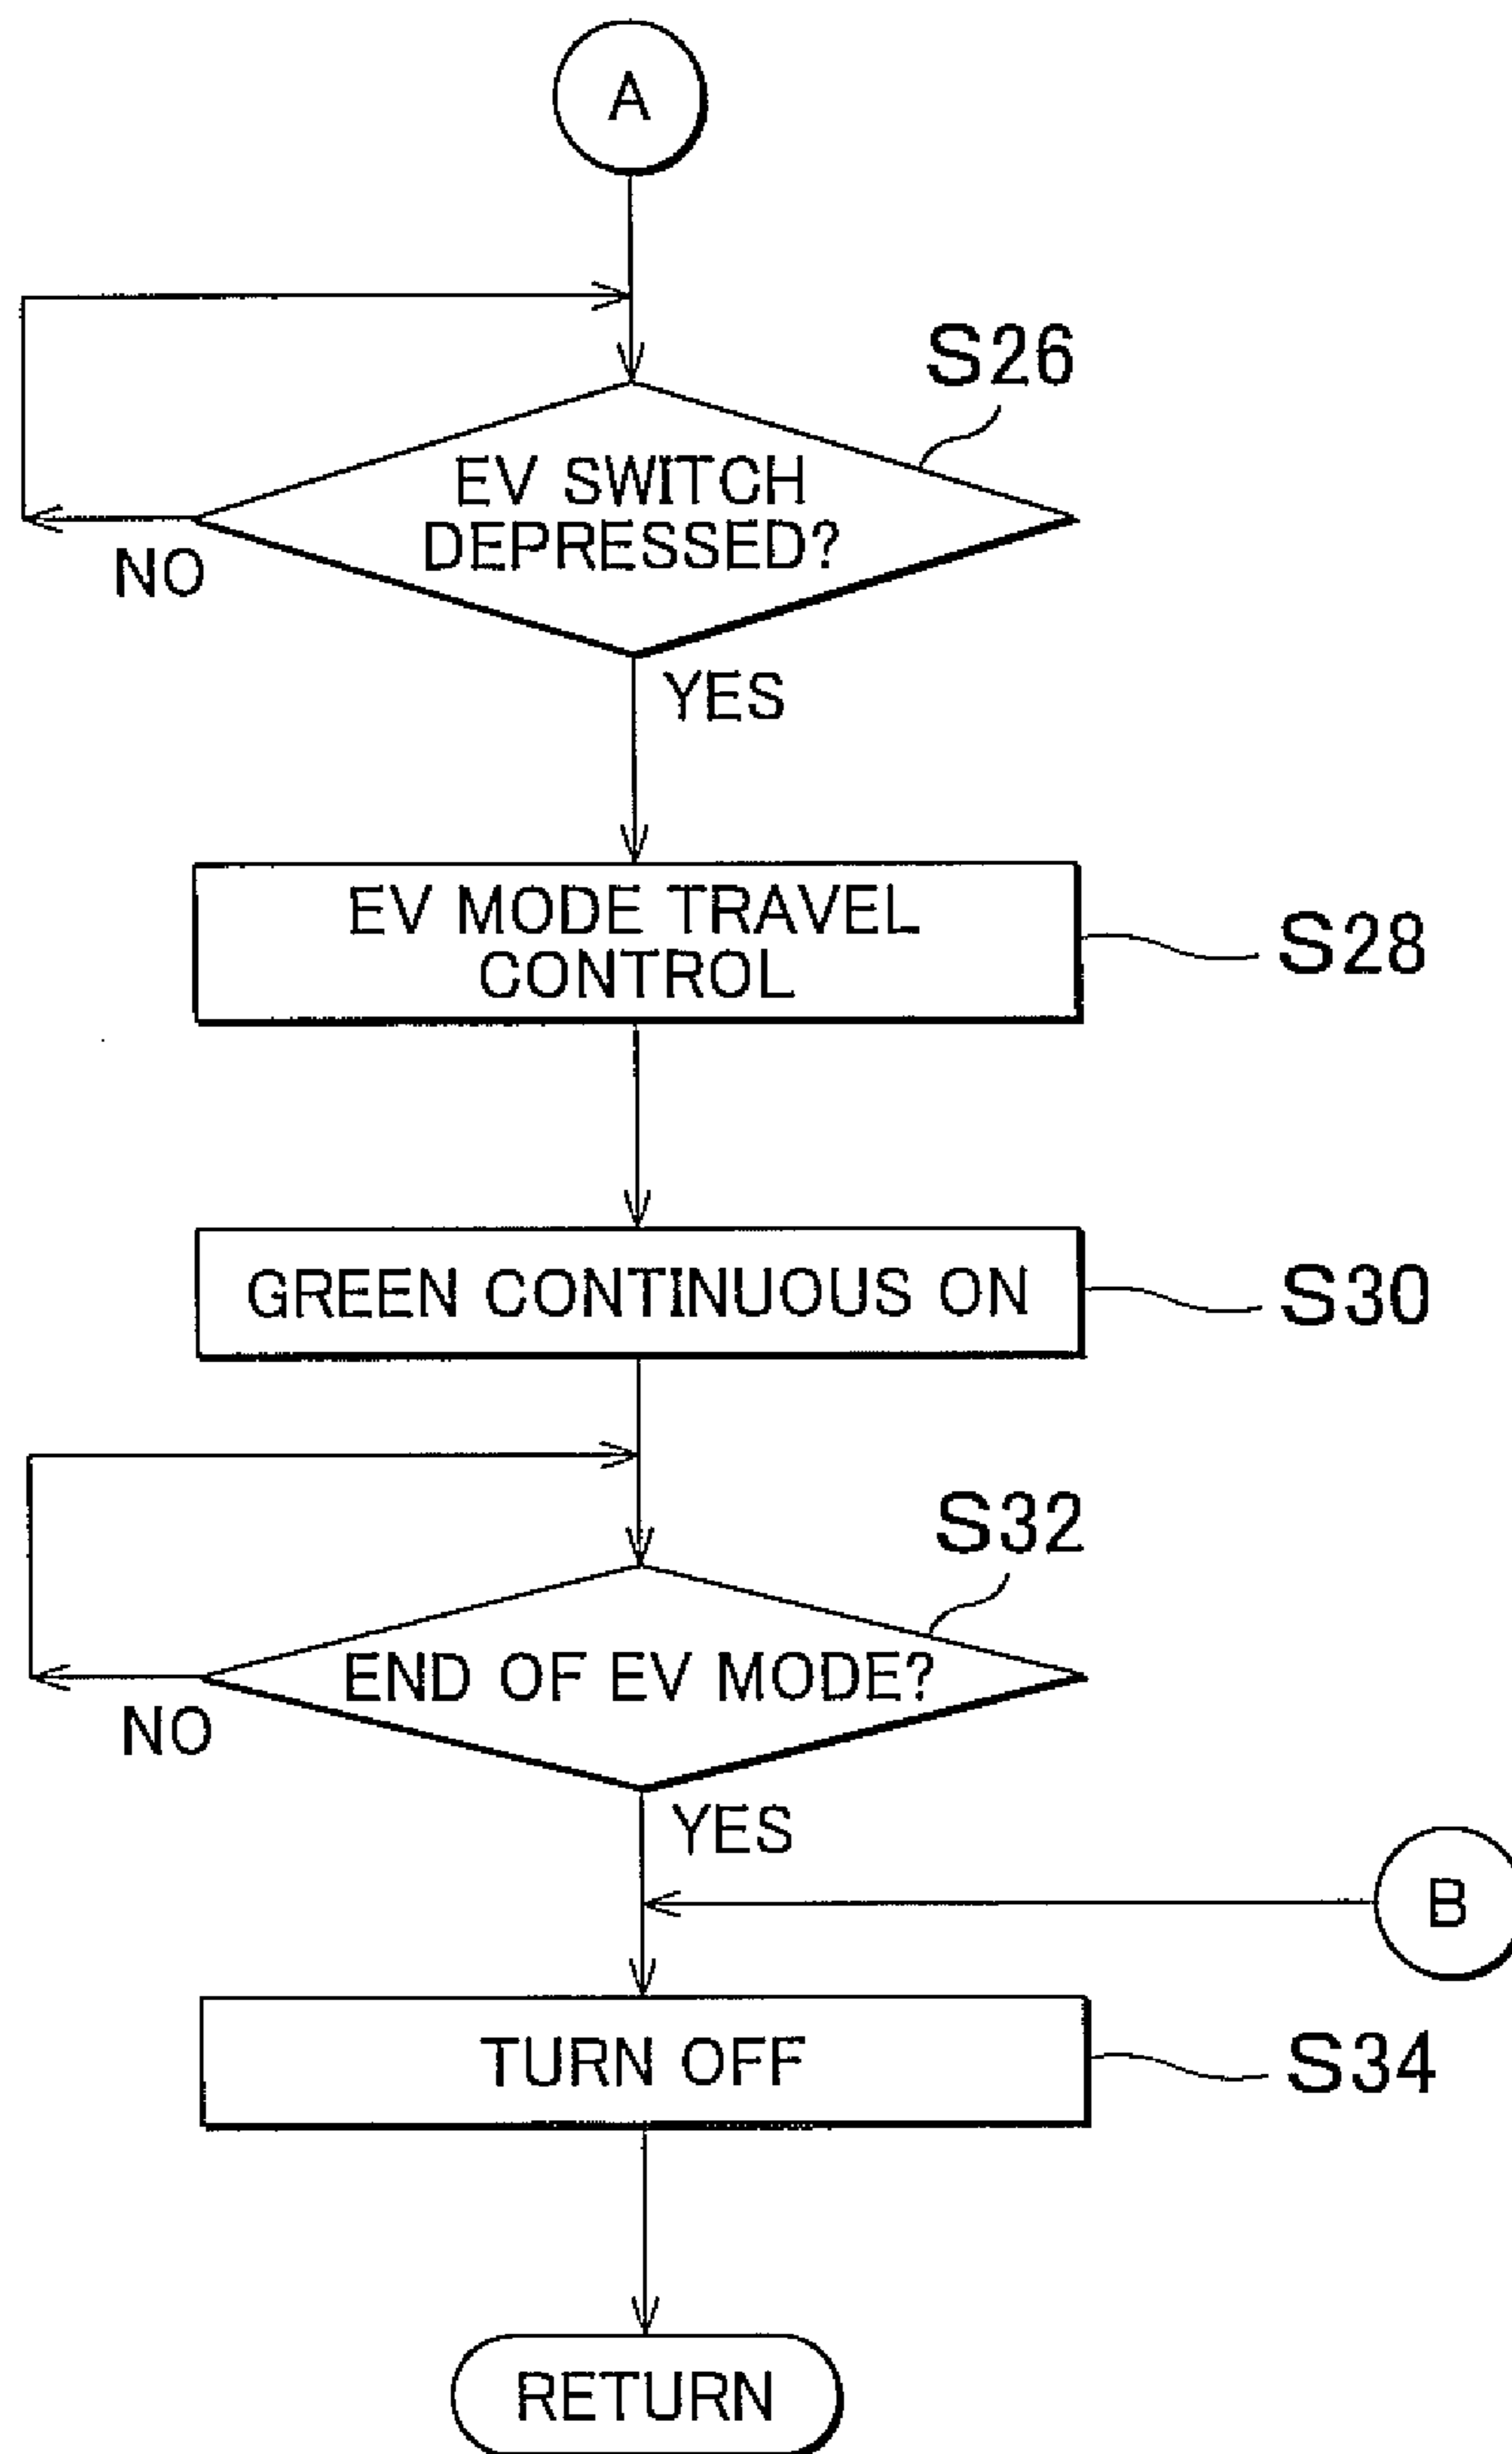 A
S26
EV SWITCH
DEPRESSED?
NO
YES
EV MODE TRAVEL
CONTROL
S28
GREEN CONTINUOUS ON
S30
S32
END OF EV MODE?
NO
YES
B
TURN OFF
S34
RETURN